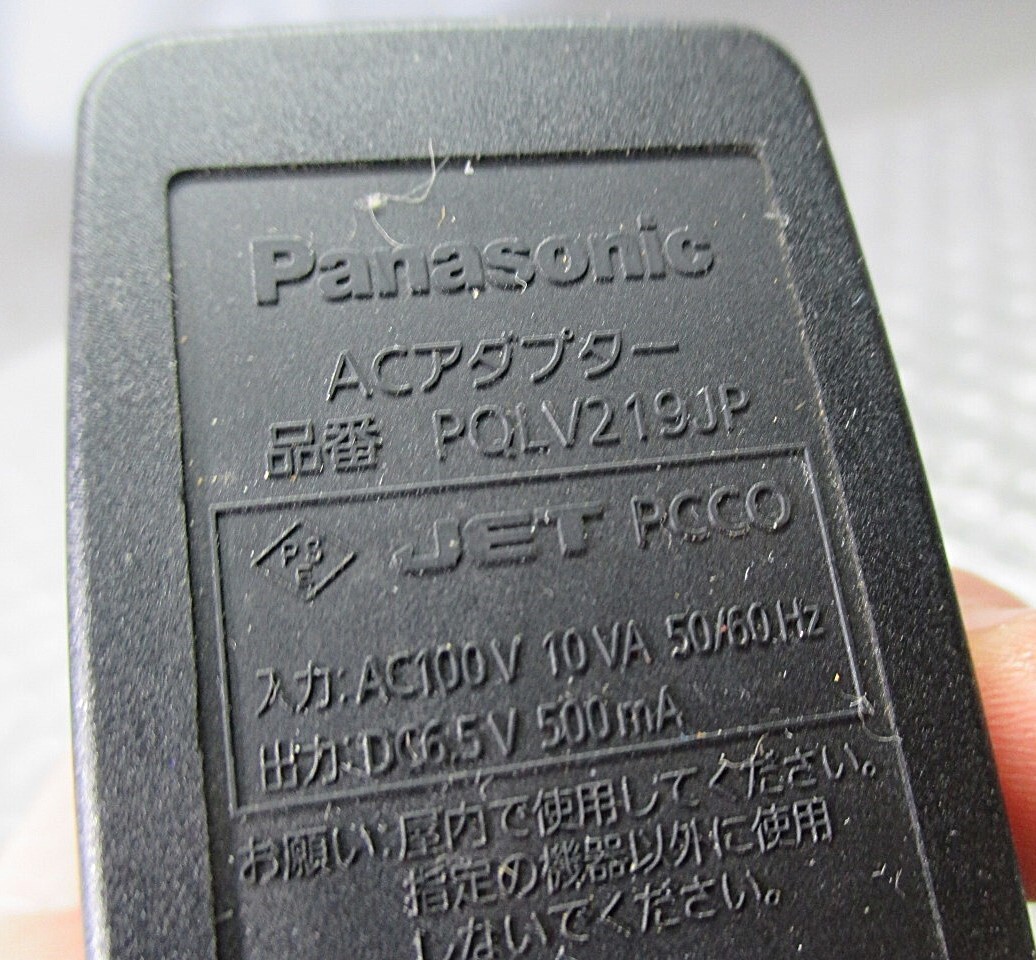 Panasonic
ACアダプター
品番 PQLV219JP
PSE JET PCCO
入力:AC100V 10VA 50/60Hz
出力:DC6.5V 500mA
お願い:屋内で使用してください。
指定の機器以外に使用
しないでください。